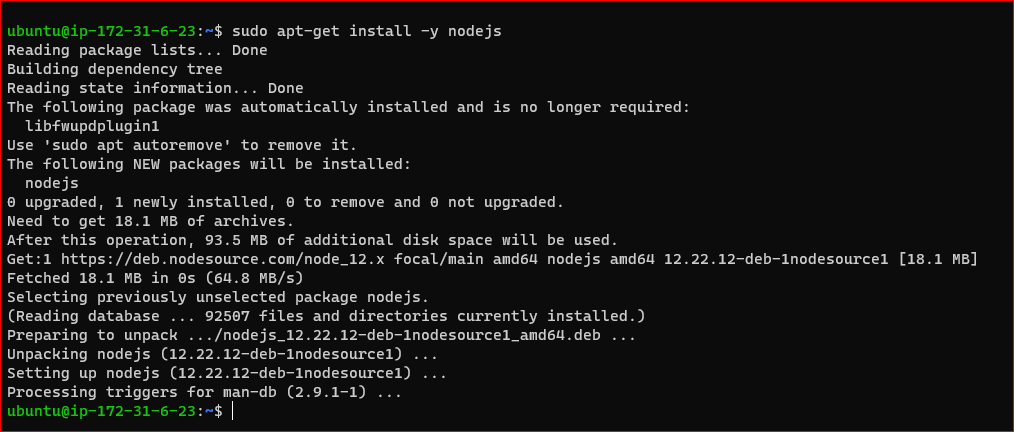 ubuntu@ip-172-31-6-23:~$ sudo apt-get install -y nodejs
Reading package lists... Done
Building dependency tree
Reading state information... Done
The following package was automatically installed and is no longer required:
  libfwupdplugin1
Use 'sudo apt autoremove' to remove it.
The following NEW packages will be installed:
  nodejs
0 upgraded, 1 newly installed, 0 to remove and 0 not upgraded.
Need to get 18.1 MB of archives.
After this operation, 93.5 MB of additional disk space will be used.
Get:1 https://deb.nodesource.com/node_12.x focal/main amd64 nodejs amd64 12.22.12-deb-1nodesource1 [18.1 MB]
Fetched 18.1 MB in 0s (64.8 MB/s)
Selecting previously unselected package nodejs.
(Reading database ... 92507 files and directories currently installed.)
Preparing to unpack .../nodejs_12.22.12-deb-1nodesource1_amd64.deb ...
Unpacking nodejs (12.22.12-deb-1nodesource1) ...
Setting up nodejs (12.22.12-deb-1nodesource1) ...
Processing triggers for man-db (2.9.1-1) ...
ubuntu@ip-172-31-6-23:~$